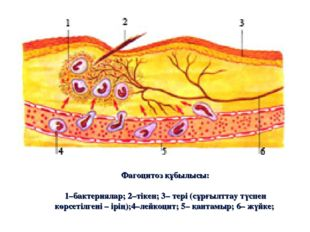 1 2 3
4 5 6
Фагоцитоз құбылысы:
1–бактериялар; 2–тікен; 3– тері (сұрғылттау түспен
көрсетілгені – ірің);4–лейкоцит; 5– қантамыр; 6– жүйке;